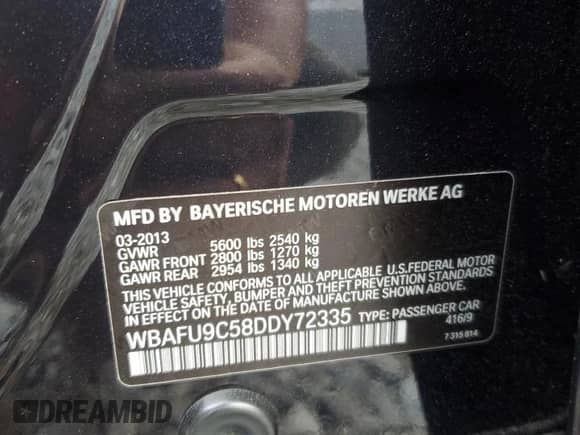 MFD BY BAYERISCHE MOTOREN WERKE AG
03-2013
GVWR 5600 lbs 2540 kg
GAWR FRONT 2800 lbs 1270 kg
GAWR REAR 2954 lbs 1340 kg
THIS VEHICLE CONFORMS TO ALL APPLICABLE U.S.FEDERAL MOTOR
VEHICLE SAFETY, BUMPER AND THEFT PREVENTION STANDARDS
IN EFFECT ON THE DATE OF MANUFACTURE SHOWN ABOVE.
WBAFU9C58DDY72335 TYPE: PASSENGER CAR
416/9
7 315 814
DREAMBID